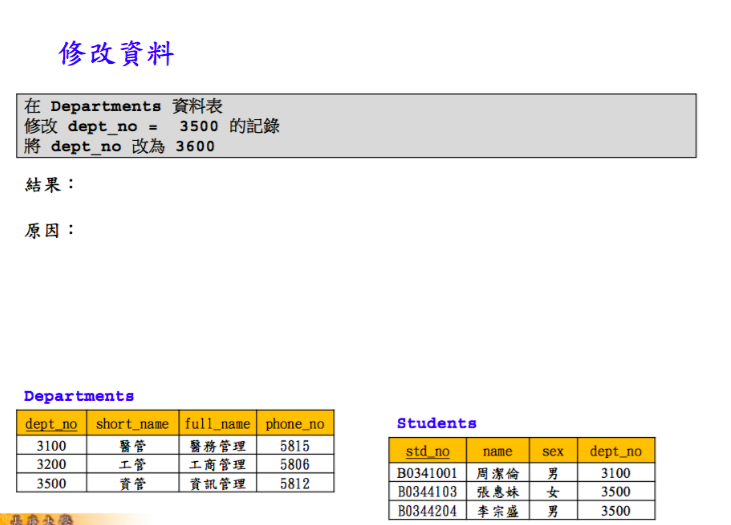 修改資料
在 Departments 資料表
修改 dept_no = 3500 的記錄
將 dept_no 改為 3600
結果：
原因：
Departments
dept_no short_name full_name phone_no
3100 醫管 醫務管理 5815
3200 工管 工商管理 5806
3500 資管 資訊管理 5812
Students
std_no name sex dept_no
B0341001 周潔倫 男 3100
B0344103 張惠妹 女 3500
B0344204 李宗盛 男 3500